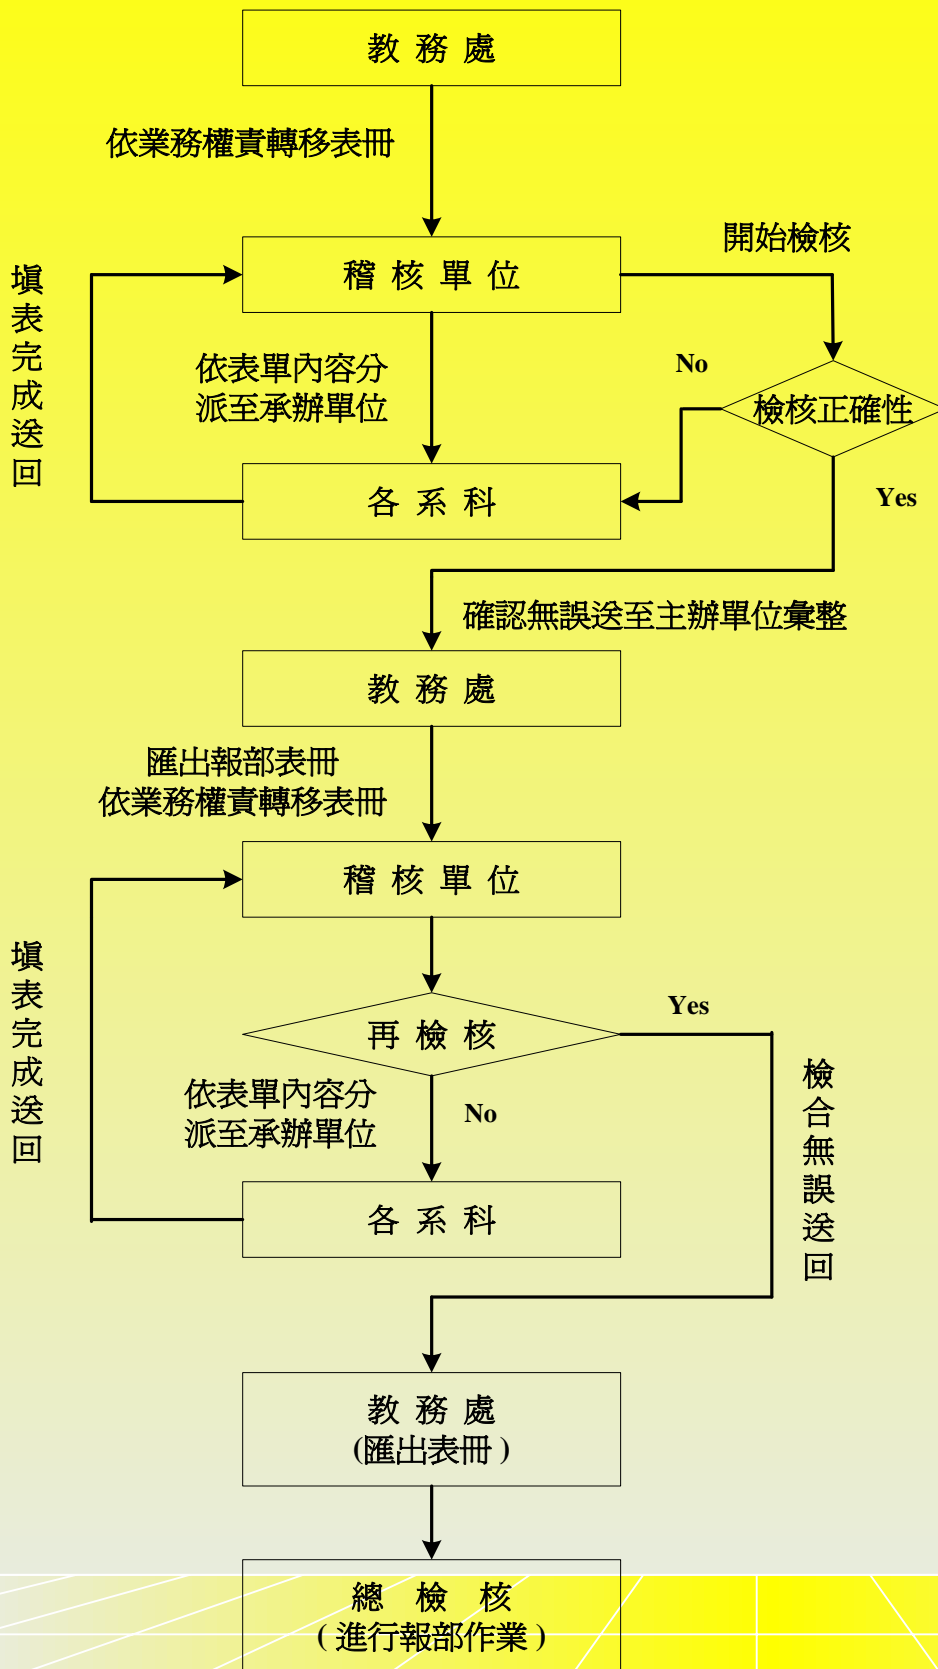 教 務 處
依業務權責轉移表冊
開始檢核
稽 核 單 位
填表完成送回
依表單內容分
派至承辦單位
No
檢核正確性
各 系 科
Yes
確認無誤送至主辦單位彙整
教 務 處
匯出報部表冊
依業務權責轉移表冊
稽 核 單 位
填表完成送回
Yes
再 檢 核
依表單內容分
派至承辦單位
No
檢合無誤送回
各 系 科
教 務 處
(匯出表冊 )
總 檢 核
( 進行報部作業 )